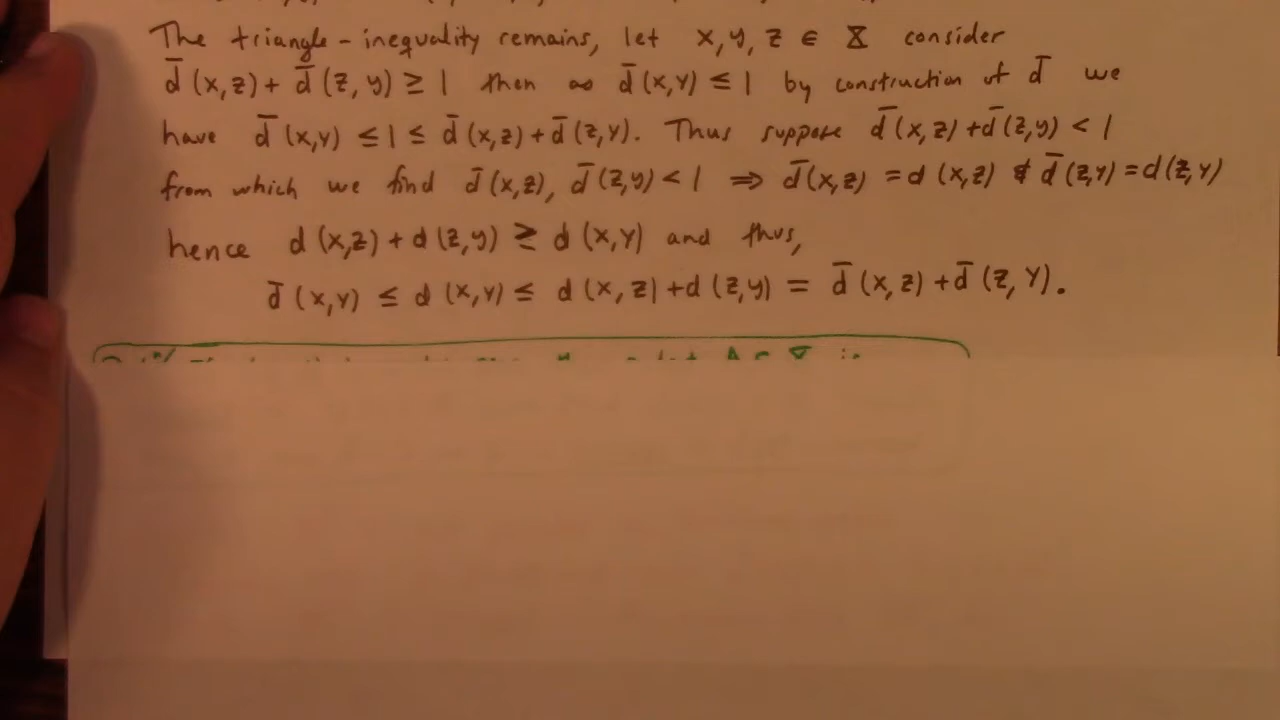 The triangle-inequality remains, let x, y, z ∈ X consider
d̄(x,z) + d̄(z,y) ≥ 1 then as d̄(x,y) ≤ 1 by construction of d̄ we
have d̄(x,y) ≤ 1 ≤ d̄(x,z) + d̄(z,y). Thus suppose d̄(x,z) + d̄(z,y) < 1
from which we find d̄(x,z), d̄(z,y) < 1 ⇒ d̄(x,z) = d(x,z) & d̄(z,y) = d(z,y)
hence d(x,z) + d(z,y) ≥ d(x,y) and thus,
d̄(x,y) ≤ d(x,y) ≤ d(x,z) + d(z,y) = d̄(x,z) + d̄(z,y).